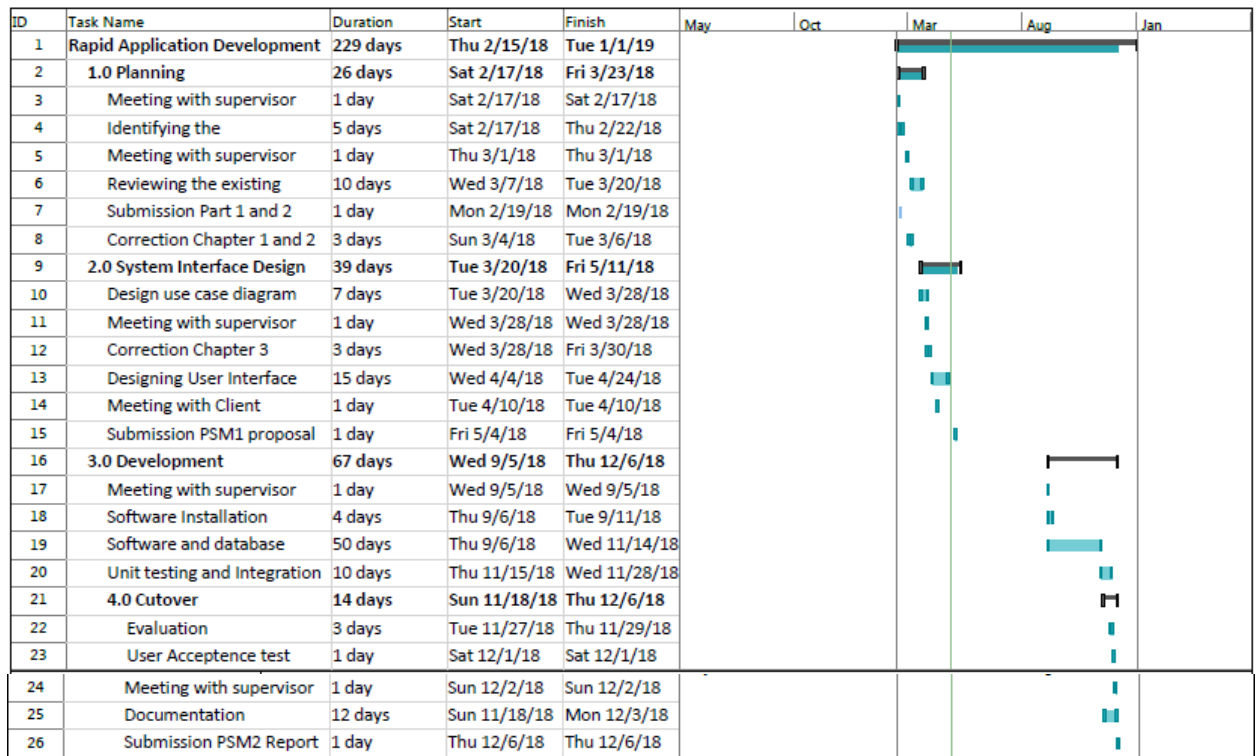 ID Task Name Duration Start Finish May Oct Mar Aug Jan
1 Rapid Application Development 229 days Thu 2/15/18 Tue 1/1/19
2 1.0 Planning 26 days Sat 2/17/18 Fri 3/23/18
3 Meeting with supervisor 1 day Sat 2/17/18 Sat 2/17/18
4 Identifying the 5 days Sat 2/17/18 Thu 2/22/18
5 Meeting with supervisor 1 day Thu 3/1/18 Thu 3/1/18
6 Reviewing the existing 10 days Wed 3/7/18 Tue 3/20/18
7 Submission Part 1 and 2 1 day Mon 2/19/18 Mon 2/19/18
8 Correction Chapter 1 and 2 3 days Sun 3/4/18 Tue 3/6/18
9 2.0 System Interface Design 39 days Tue 3/20/18 Fri 5/11/18
10 Design use case diagram 7 days Tue 3/20/18 Wed 3/28/18
11 Meeting with supervisor 1 day Wed 3/28/18 Wed 3/28/18
12 Correction Chapter 3 3 days Wed 3/28/18 Fri 3/30/18
13 Designing User Interface 15 days Wed 4/4/18 Tue 4/24/18
14 Meeting with Client 1 day Tue 4/10/18 Tue 4/10/18
15 Submission PSM1 proposal 1 day Fri 5/4/18 Fri 5/4/18
16 3.0 Development 67 days Wed 9/5/18 Thu 12/6/18
17 Meeting with supervisor 1 day Wed 9/5/18 Wed 9/5/18
18 Software Installation 4 days Thu 9/6/18 Tue 9/11/18
19 Software and database 50 days Thu 9/6/18 Wed 11/14/18
20 Unit testing and Integration 10 days Thu 11/15/18 Wed 11/28/18
21 4.0 Cutover 14 days Sun 11/18/18 Thu 12/6/18
22 Evaluation 3 days Tue 11/27/18 Thu 11/29/18
23 User Acceptence test 1 day Sat 12/1/18 Sat 12/1/18
24 Meeting with supervisor 1 day Sun 12/2/18 Sun 12/2/18
25 Documentation 12 days Sun 11/18/18 Mon 12/3/18
26 Submission PSM2 Report 1 day Thu 12/6/18 Thu 12/6/18